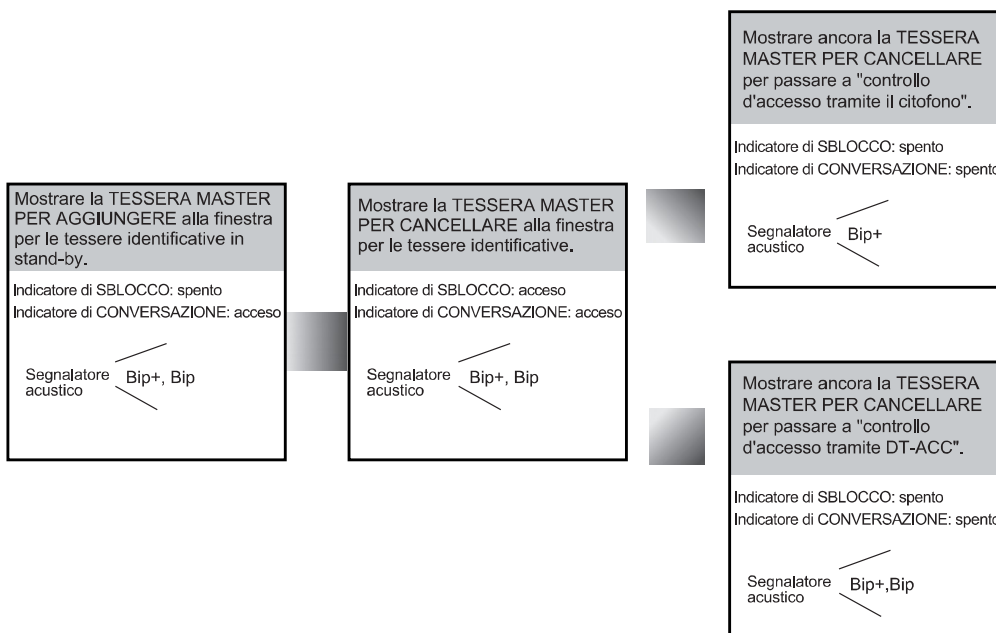 Mostrare la TESSERA MASTER
PER AGGIUNGERE alla finestra
per le tessere identificative in
stand-by.
Indicatore di SBLOCCO: spento
Indicatore di CONVERSAZIONE: acceso
Segnalatore
acustico
Bip+, Bip
Mostrare la TESSERA MASTER
PER CANCELLARE alla finestra
per le tessere identificative.
Indicatore di SBLOCCO: acceso
Indicatore di CONVERSAZIONE: acceso
Segnalatore
acustico
Bip+, Bip
Mostrare ancora la TESSERA
MASTER PER CANCELLARE
per passare a "controllo
d'accesso tramite il citofono".
Indicatore di SBLOCCO: spento
Indicatore di CONVERSAZIONE: spento
Segnalatore
acustico
Bip+
Mostrare ancora la TESSERA
MASTER PER CANCELLARE
per passare a "controllo
d'accesso tramite DT-ACC".
Indicatore di SBLOCCO: spento
Indicatore di CONVERSAZIONE: spento
Segnalatore
acustico
Bip+,Bip